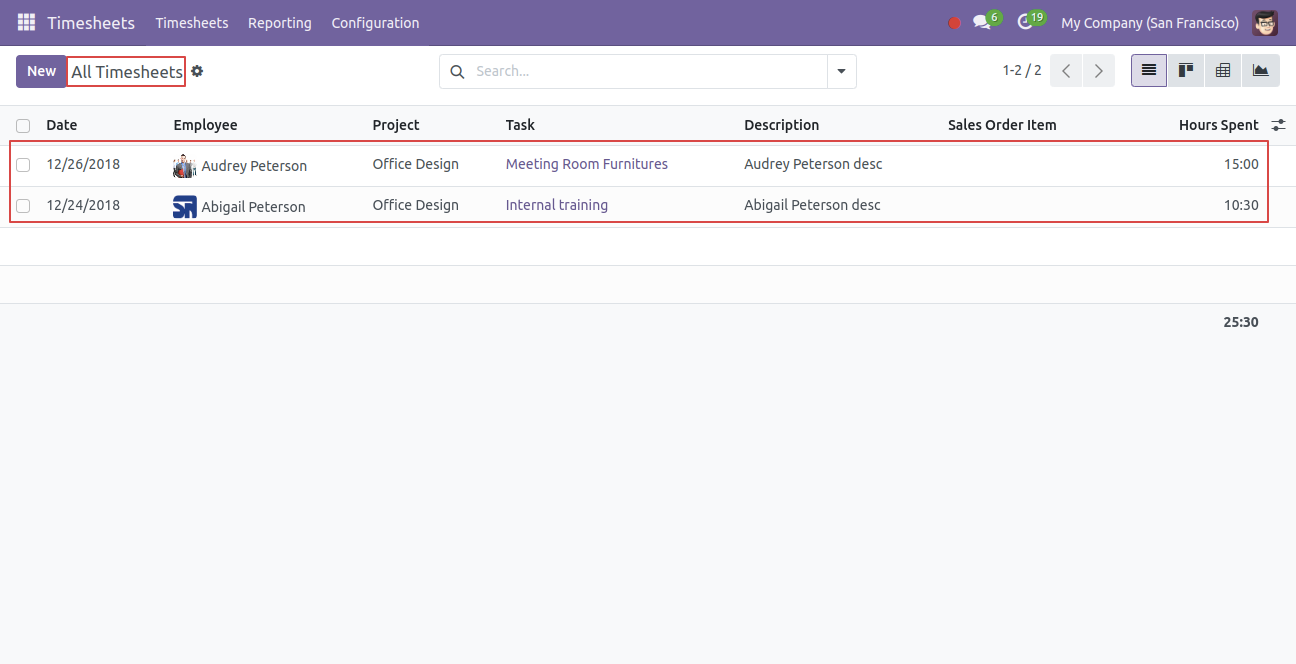 Timesheets Timesheets Reporting Configuration 6 19 My Company (San Francisco)
New All Timesheets Search... 1-2 / 2
Date Employee Project Task Description Sales Order Item Hours Spent
12/26/2018 Audrey Peterson Office Design Meeting Room Furnitures Audrey Peterson desc 15:00
12/24/2018 Abigail Peterson Office Design Internal training Abigail Peterson desc 10:30
25:30